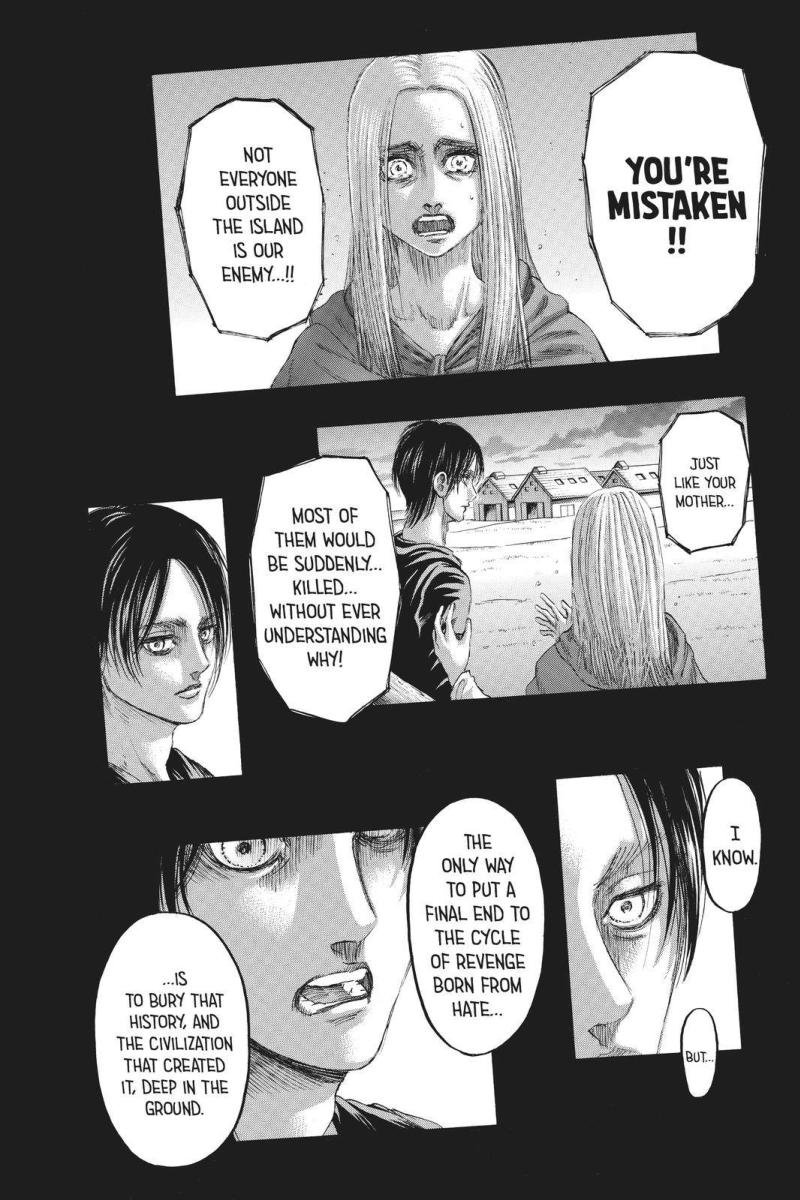 YOU'RE
MISTAKEN
!!
NOT
EVERYONE
OUTSIDE
THE ISLAND
IS OUR
ENEMY...!!
JUST
LIKE YOUR
MOTHER...
MOST OF
THEM WOULD
BE SUDDENLY...
KILLED...
WITHOUT EVER
UNDERSTANDING
WHY!
I
KNOW.
BUT...
THE
ONLY WAY
TO PUT A
FINAL END TO
THE CYCLE
OF REVENGE
BORN FROM
HATE...
...IS
TO BURY THAT
HISTORY, AND
THE CIVILIZATION
THAT CREATED
IT, DEEP IN THE
GROUND.